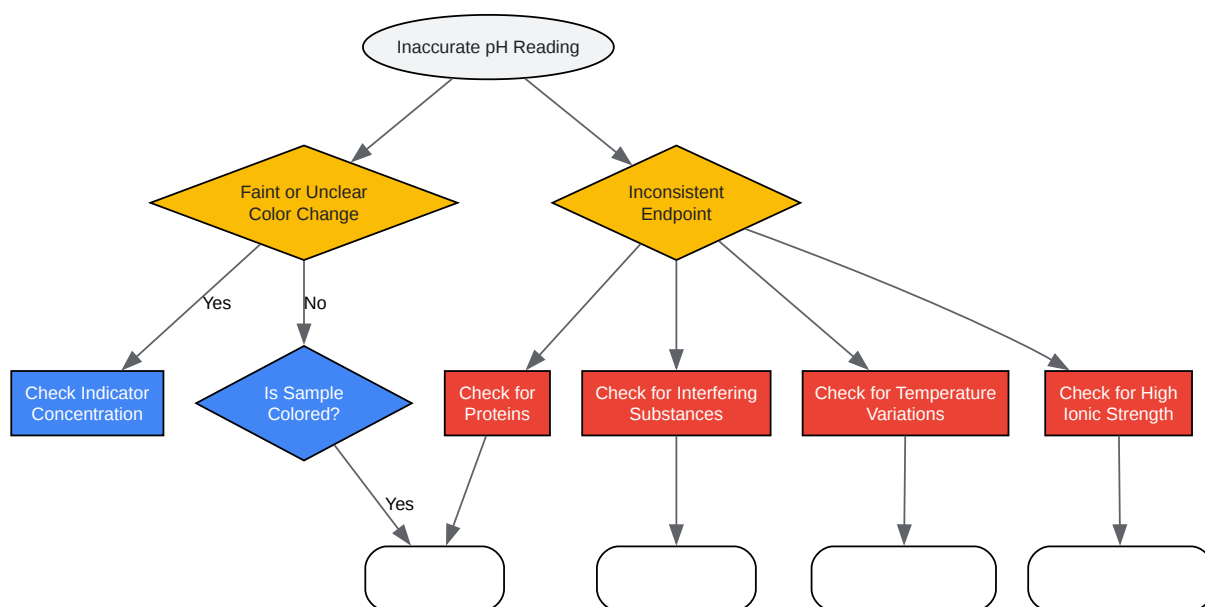 Inaccurate pH Reading
Faint or Unclear
Color Change
Inconsistent
Endpoint
Yes
No
Check Indicator
Concentration
Is Sample
Colored?
Check for
Proteins
Check for Interfering
Substances
Check for Temperature
Variations
Check for High
Ionic Strength
Yes